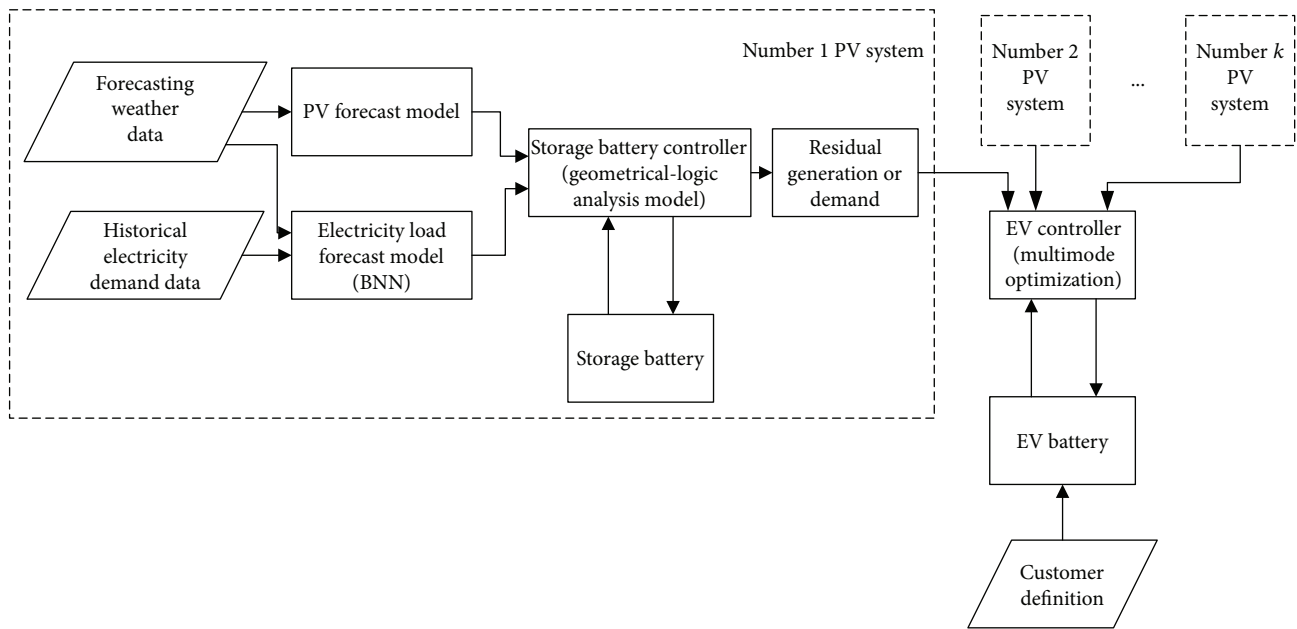 Number 1 PV system
Forecasting
weather
data
PV forecast model
Historical
electricity
demand data
Electricity load
forecast model
(BNN)
Storage battery controller
(geometrical-logic
analysis model)
Storage battery
Residual
generation or
demand
Number 2
PV
system
...
Number k
PV
system
EV controller
(multimode
optimization)
EV battery
Customer
definition